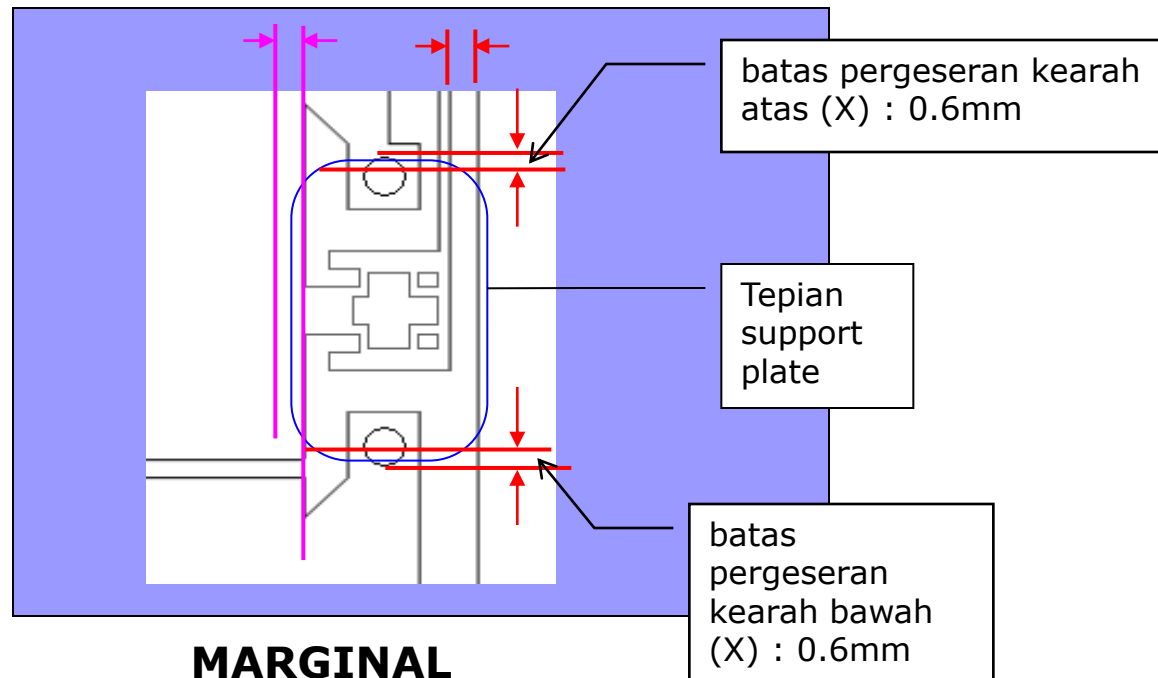 batas pergeseran kearah
atas (X) : 0.6mm
Tepian
support
plate
batas
pergeseran
kearah bawah
(X) : 0.6mm
MARGINAL